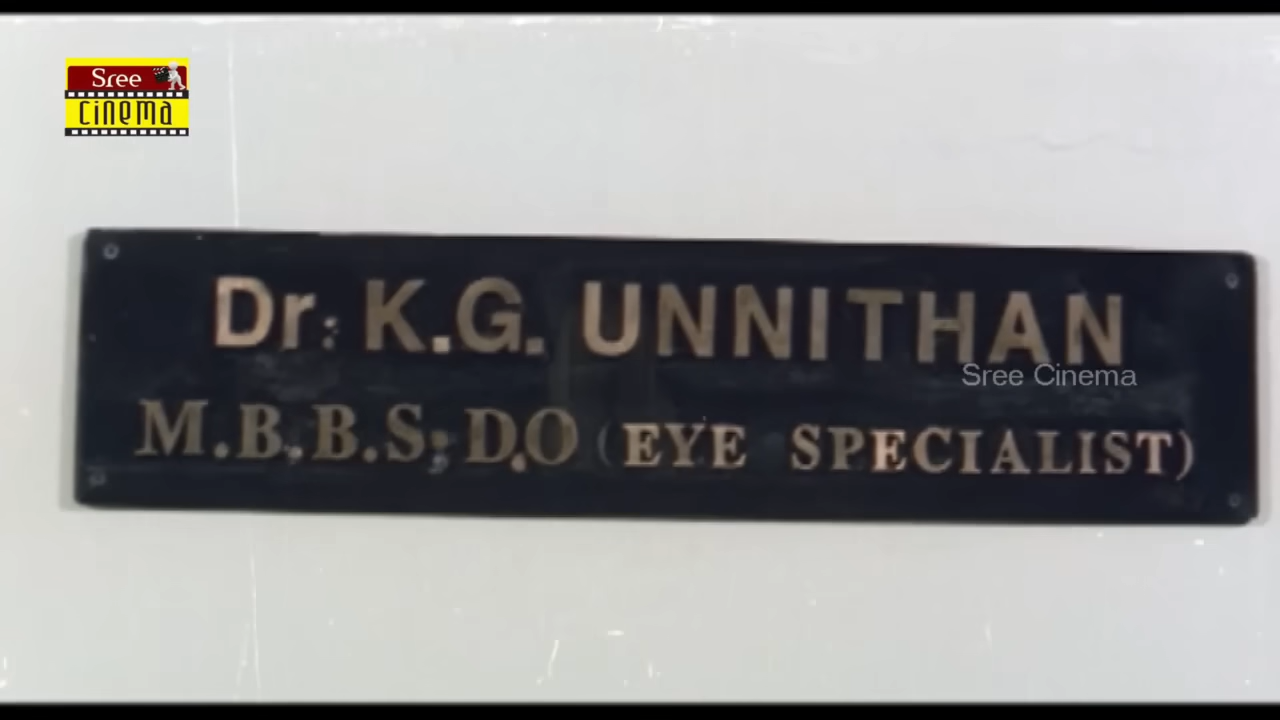 Sree
cinema
Dr. K.G. UNNITHAN
Sree Cinema
M.B.B.S; D.O (EYE SPECIALIST)